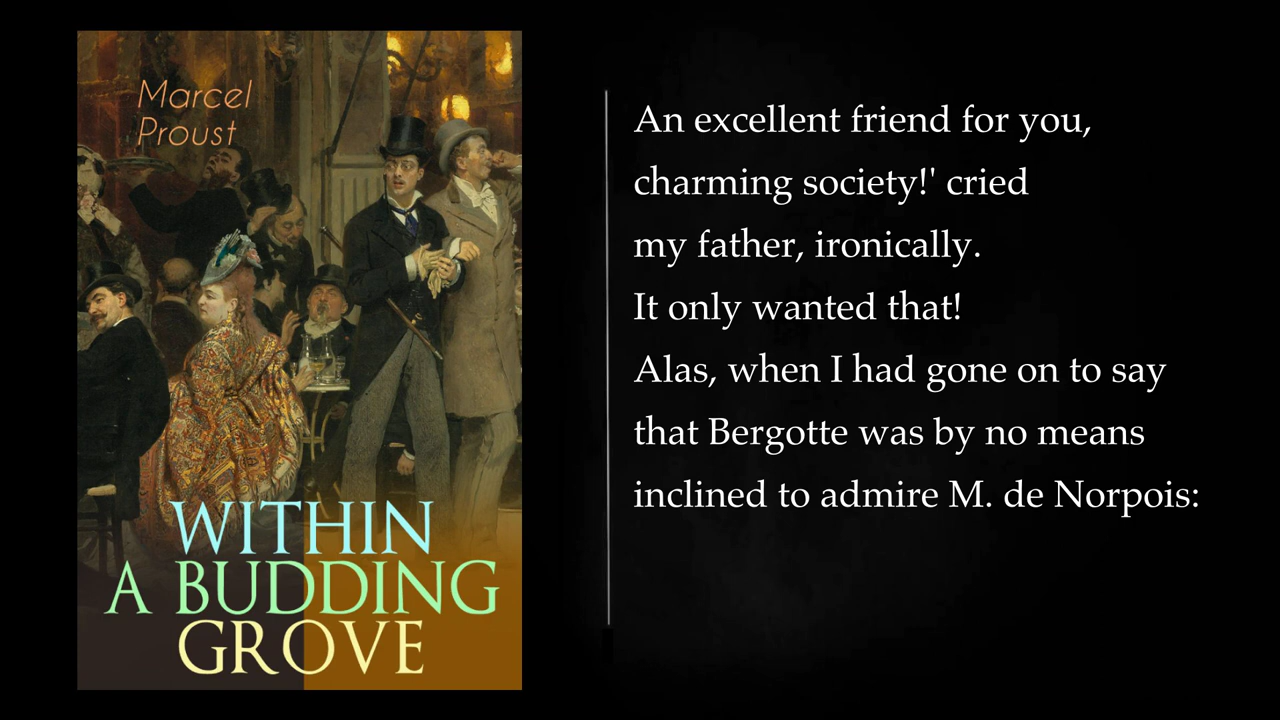 Marcel
Proust
WITHIN
A BUDDING
GROVE
An excellent friend for you,
charming society!' cried
my father, ironically.
It only wanted that!
Alas, when I had gone on to say
that Bergotte was by no means
inclined to admire M. de Norpois: